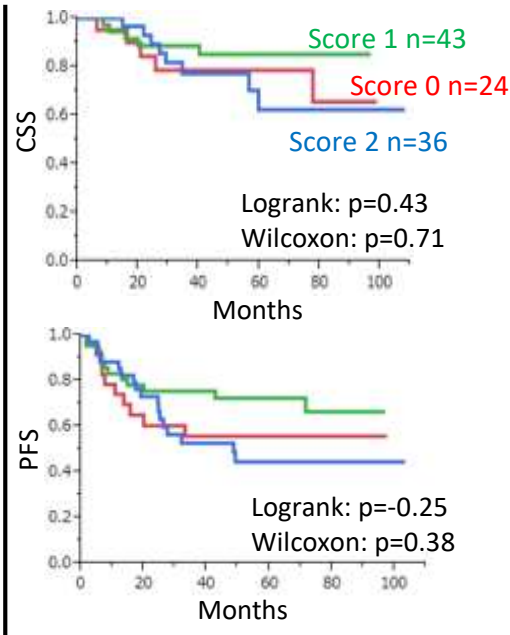 1.0
Score 1 n=43
0.8
Score 0 n=24
0.6
CSS
0.4
Score 2 n=36
0.2
Logrank: p=0.43
Wilcoxon: p=0.71
0.0
0 20 40 60 80 100
Months
1.0
0.8
0.6
PFS
0.4
0.2
Logrank: p=-0.25
Wilcoxon: p=0.38
0.0
0 20 40 60 80 100
Months